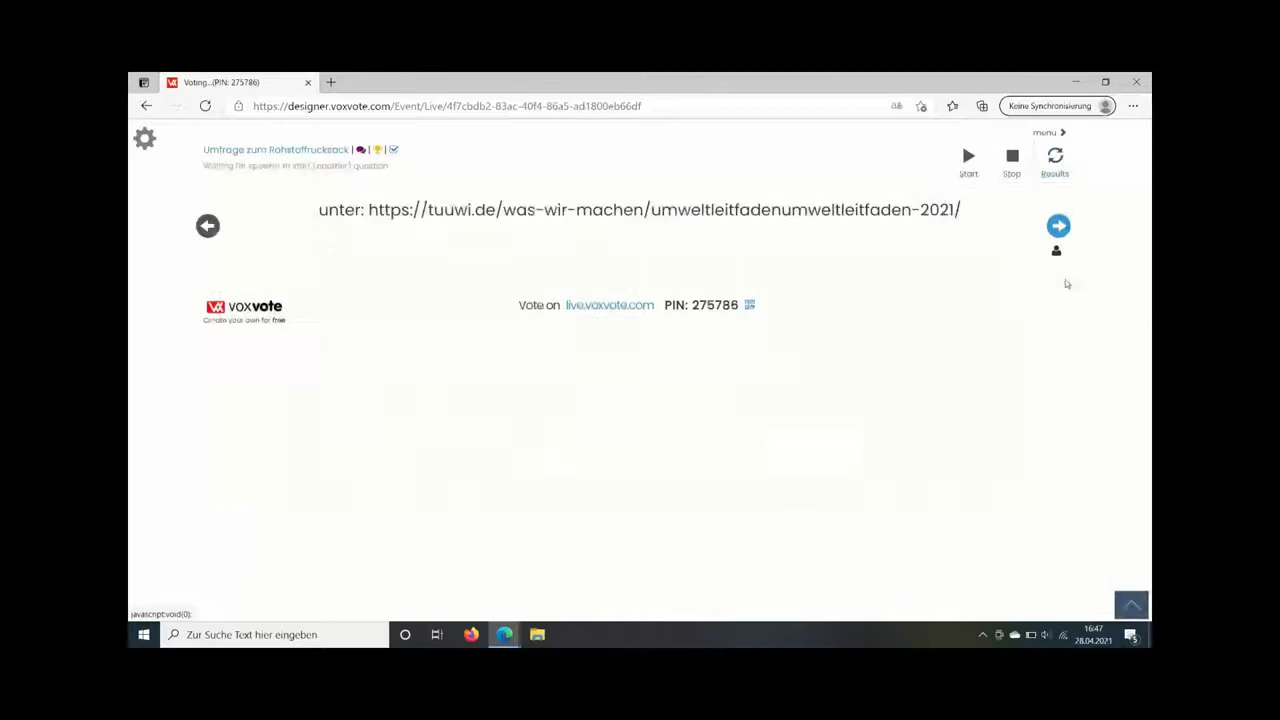 Voting...(PIN: 275786)
https://designer.voxvote.com/Event/Live/4f7cbdb2-83ac-40f4-86a5-ad1800eb66df
Keine Synchronisierung
menu
Umfrage zum Rohstoffrucksack | | |
Start
Stop
Results
unter: https://tuuwi.de/was-wir-machen/umweltleitfadenumweltleitfaden-2021/
voxvote
Create your own for free
Vote on live.voxvote.com PIN: 275786
javascript:void(0);
Zur Suche Text hier eingeben
16:47
28.04.2021
5